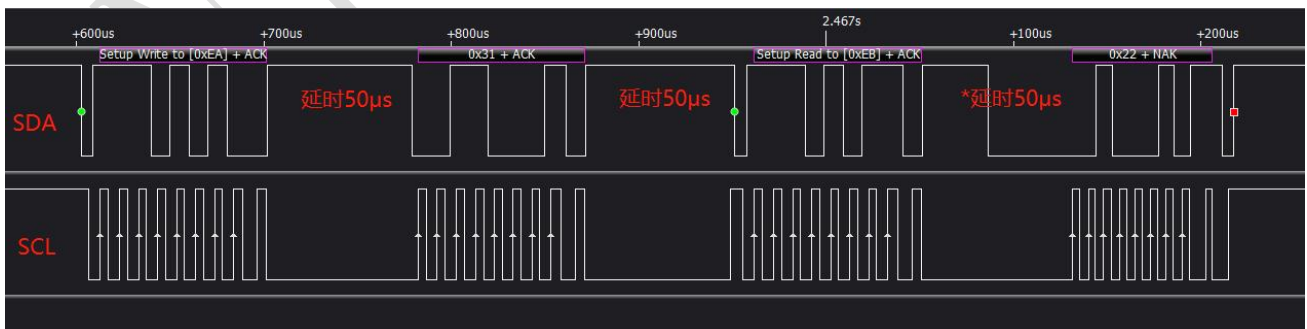 2.467s
+600us +700us +800us +900us +100us +200us
Setup Write to [0xEA] + ACK 0x31 + ACK Setup Read to [0xEB] + ACK 0x22 + NAK
延时50μs 延时50μs *延时50μs
SDA
SCL